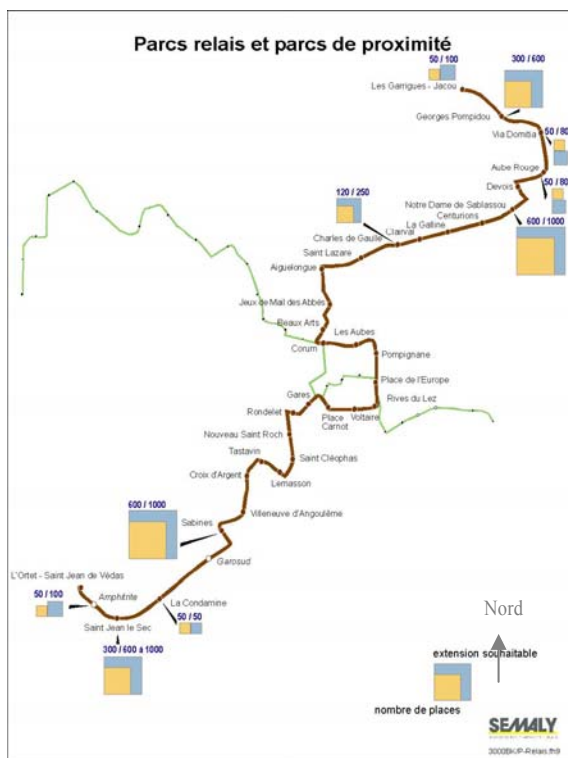 Parcs relais et parcs de proximité
50 / 100
300 / 600
Les Garrigues - Jacou
Georges Pompidou
50 / 80
Via Domitia
Aube Rouge
50 / 80
Devois
120 / 250
Notre Dame de Sablassou
600 / 1000
Centurions
La Galine
Clairval
Charles de Gaulle
Saint Lazare
Aiguelongue
Jeux de Mail des Abbés
Beaux Arts
Les Aubes
Corum
Pompignane
Place de l'Europe
Gares
Rives du Lez
Rondelet
Place
Carnot
Voltaire
Nouveau Saint Roch
Tastavin
Saint Cléophas
Croix d'Argent
Lemasson
600 / 1000
Villeneuve d'Angoulême
Sabines
Garosud
L'Ortet - Saint Jean de Védas
50 / 100
Amphitrite
La Condamine
Saint Jean le Sec
50 / 50
300 / 600 à 1000
Nord
extension souhaitable
nombre de places
SEMALY
3000BK/P-Relais.fh9